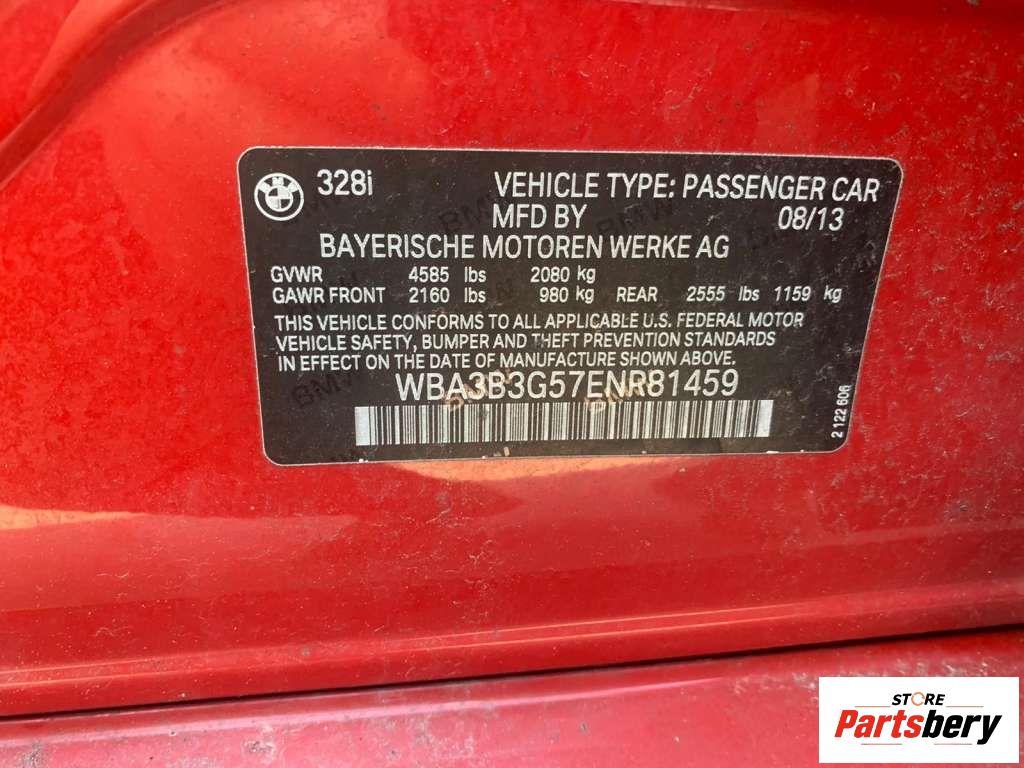 328i VEHICLE TYPE: PASSENGER CAR
MFD BY 08/13
BAYERISCHE MOTOREN WERKE AG
GVWR 4585 lbs 2080 kg
GAWR FRONT 2160 lbs 980 kg REAR 2555 lbs 1159 kg
THIS VEHICLE CONFORMS TO ALL APPLICABLE U.S. FEDERAL MOTOR
VEHICLE SAFETY, BUMPER AND THEFT PREVENTION STANDARDS
IN EFFECT ON THE DATE OF MANUFACTURE SHOWN ABOVE.
WBA3B3G57ENR81459
2 122 606
STORE
Partsbery